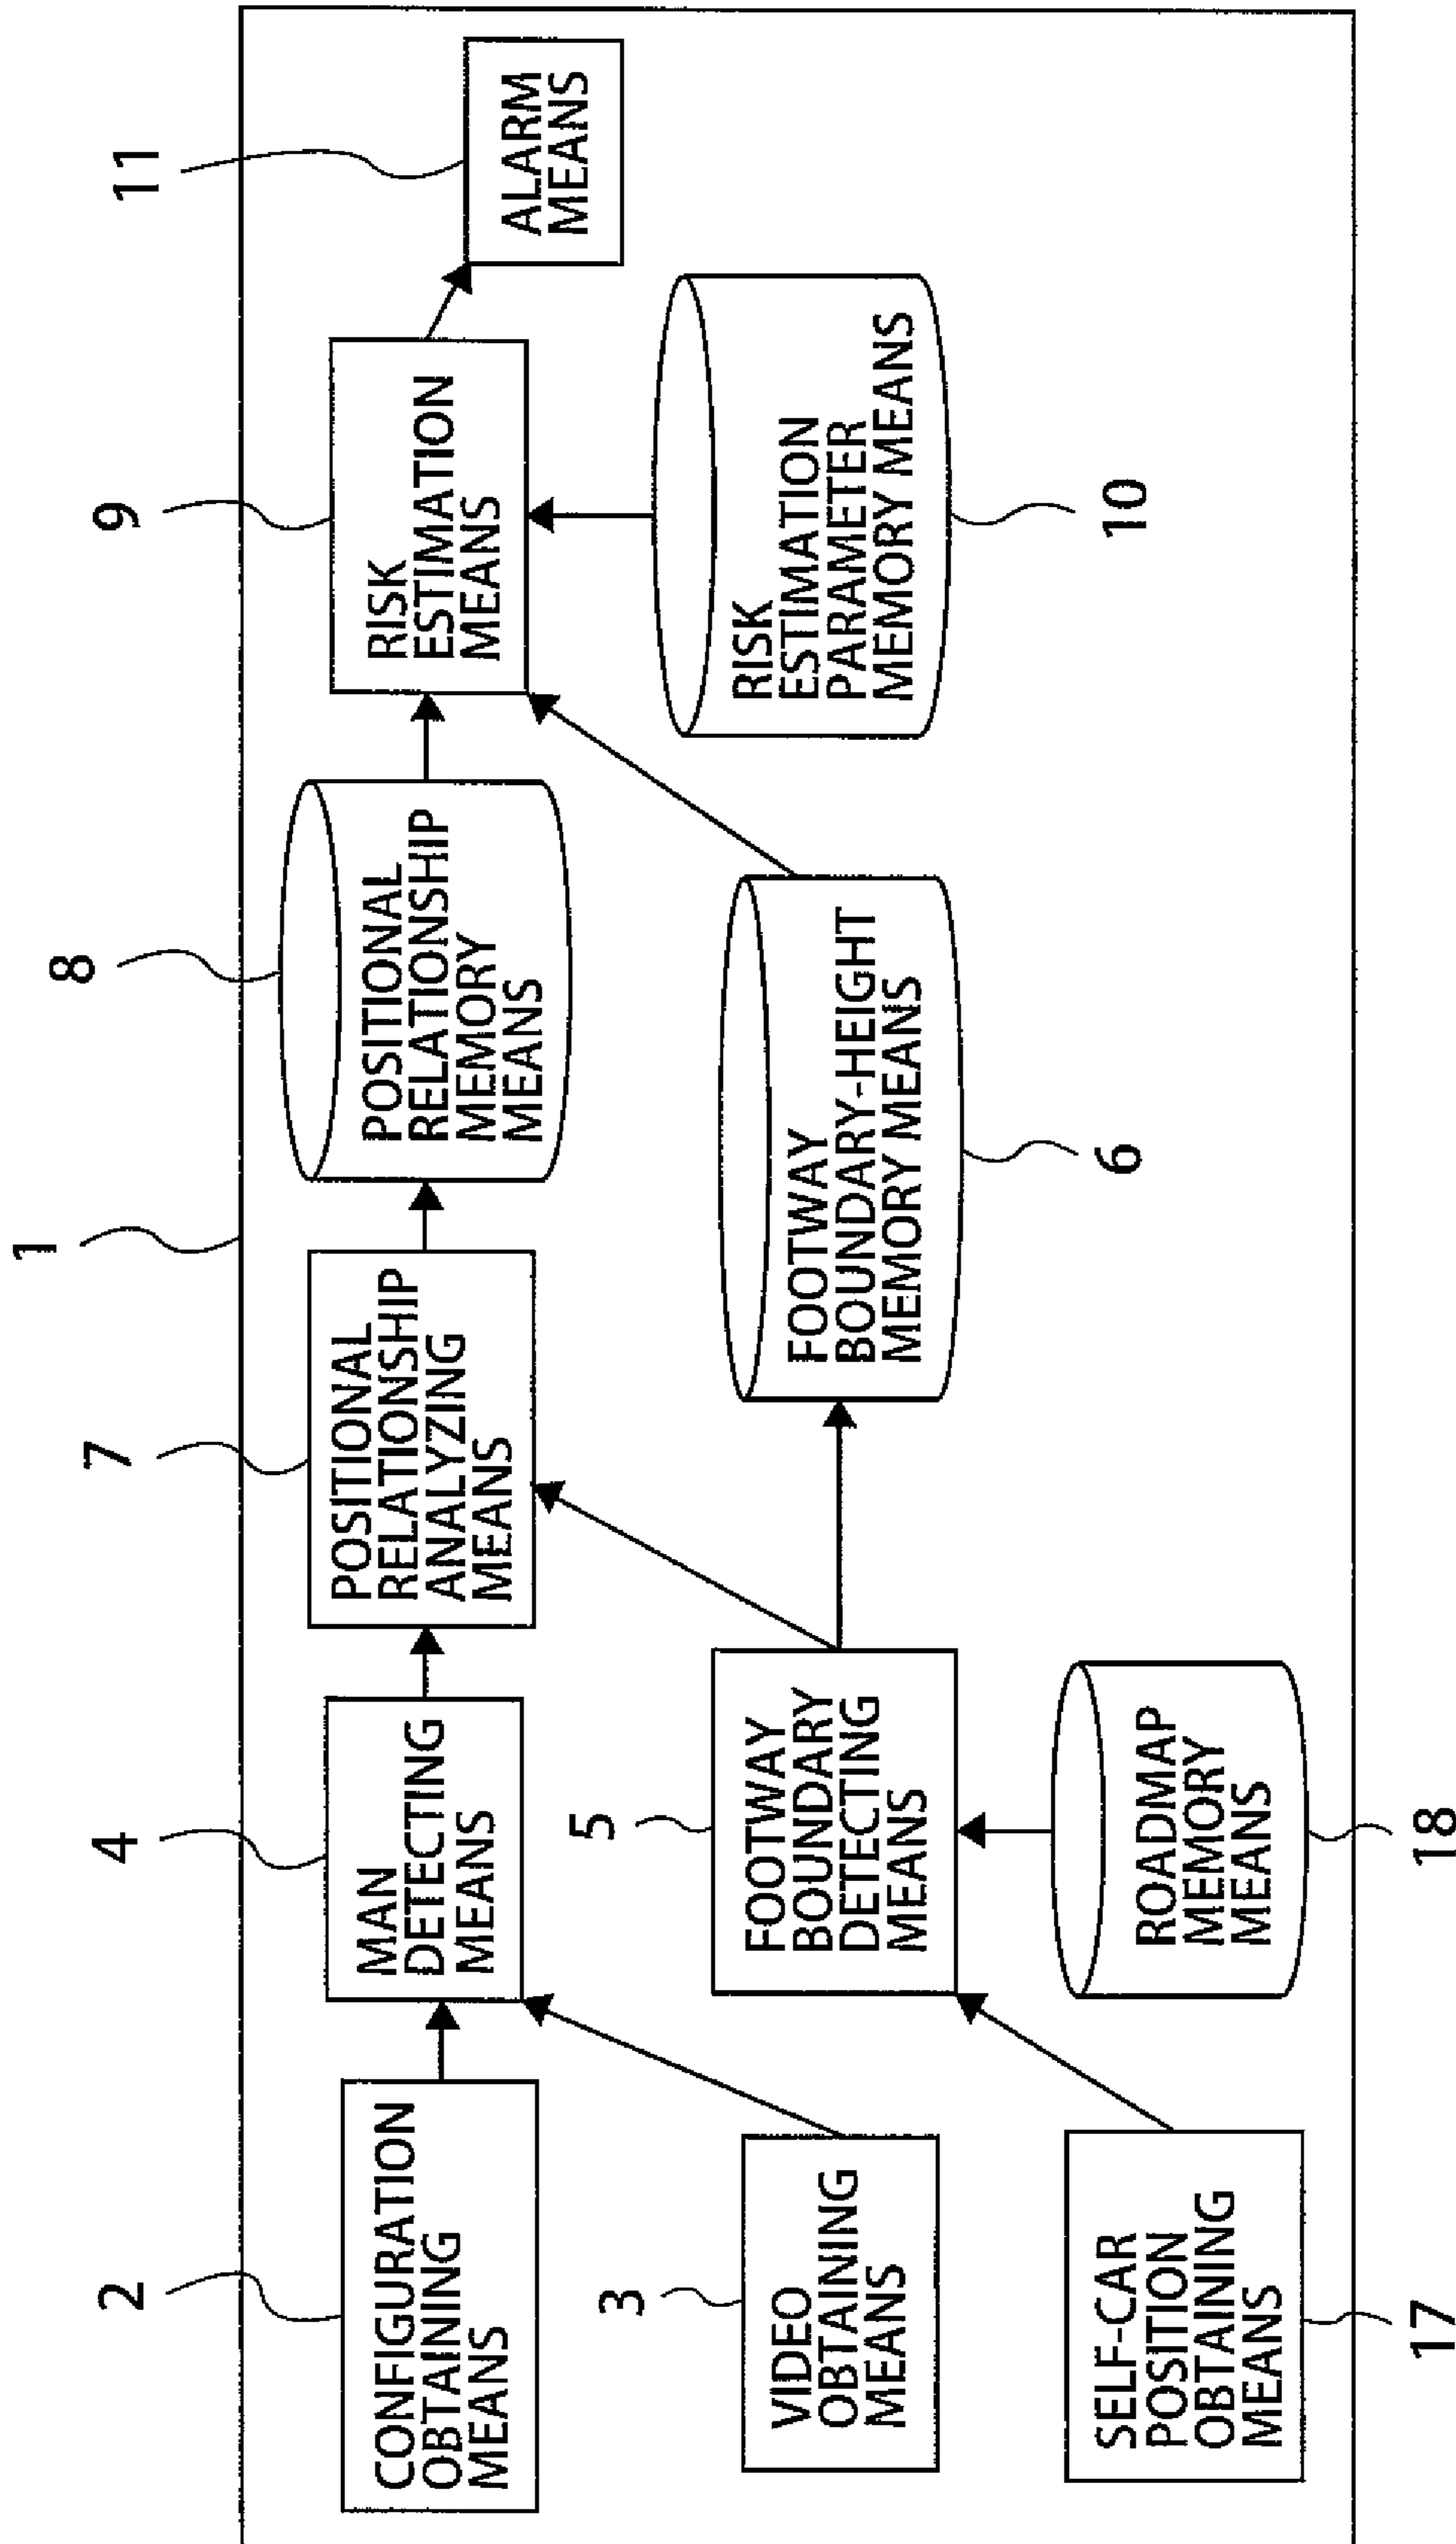 1
2
CONFIGURATION
OBTAINING
MEANS
4
MAN
DETECTING
MEANS
7
POSITIONAL
RELATIONSHIP
ANALYZING
MEANS
8
POSITIONAL
RELATIONSHIP
MEMORY
MEANS
9
RISK
ESTIMATION
MEANS
11
ALARM
MEANS
3
VIDEO
OBTAINING
MEANS
5
FOOTWAY
BOUNDARY
DETECTING
MEANS
FOOTWAY
BOUNDARY-HEIGHT
MEMORY MEANS
6
RISK
ESTIMATION
PARAMETER
MEMORY MEANS
10
SELF-CAR
POSITION
OBTAINING
MEANS
17
ROADMAP
MEMORY
MEANS
18